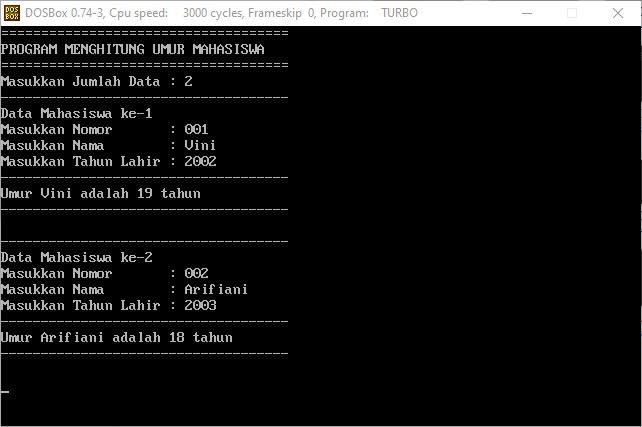 DOSBox 0.74-3, Cpu speed: 3000 cycles, Frameskip 0, Program: TURBO
====================================
PROGRAM MENGHITUNG UMUR MAHASISWA
====================================
Masukkan Jumlah Data : 2
------------------------------------
Data Mahasiswa ke-1
Masukkan Nomor       : 001
Masukkan Nama        : Vini
Masukkan Tahun Lahir : 2002
------------------------------------
Umur Vini adalah 19 tahun
------------------------------------
------------------------------------
Data Mahasiswa ke-2
Masukkan Nomor       : 002
Masukkan Nama        : Arifiani
Masukkan Tahun Lahir : 2003
------------------------------------
Umur Arifiani adalah 18 tahun
------------------------------------
_